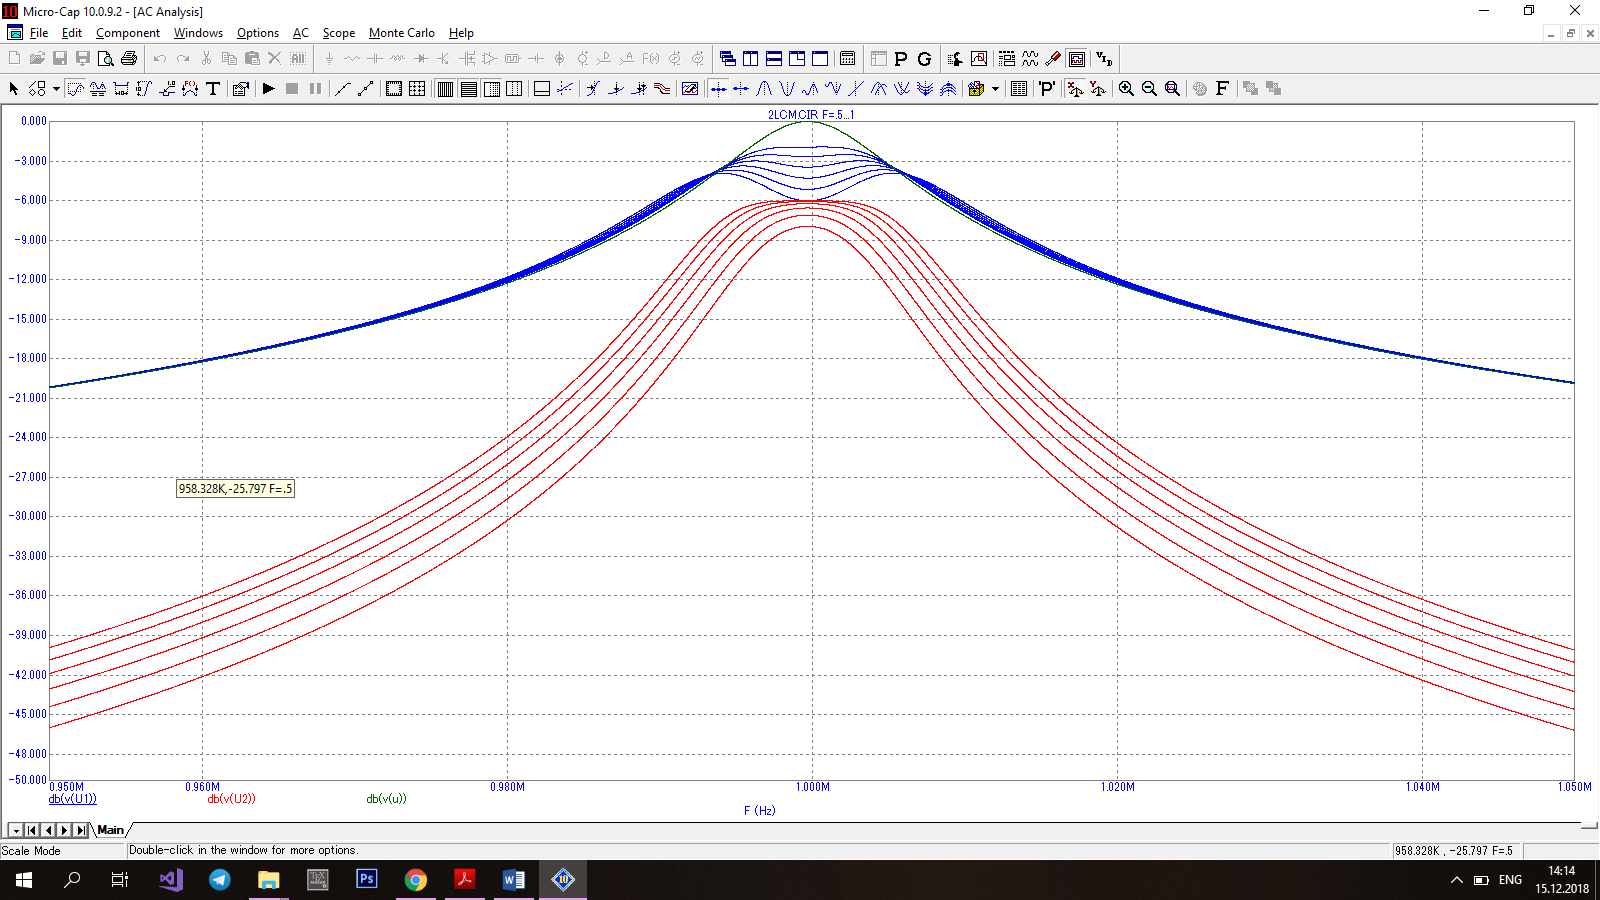 Micro-Cap 10.0.9.2 - [AC Analysis]
File Edit Component Windows Options AC Scope Monte Carlo Help
2LCM.CIR F=.5...1
0.000
-3.000
-6.000
-9.000
-12.000
-15.000
-18.000
-21.000
-24.000
-27.000
958.328K,-25.797 F=.5
-30.000
-33.000
-36.000
-39.000
-42.000
-45.000
-48.000
-50.000
0.950M 0.960M 0.980M 1.000M 1.020M 1.040M 1.050M
db(v(U1)) db(v(U2)) db(v(u))
F (Hz)
Main
Scale Mode Double-click in the window for more options. 958.328K , -25.797 F=.5
ENG
14:14
15.12.2018